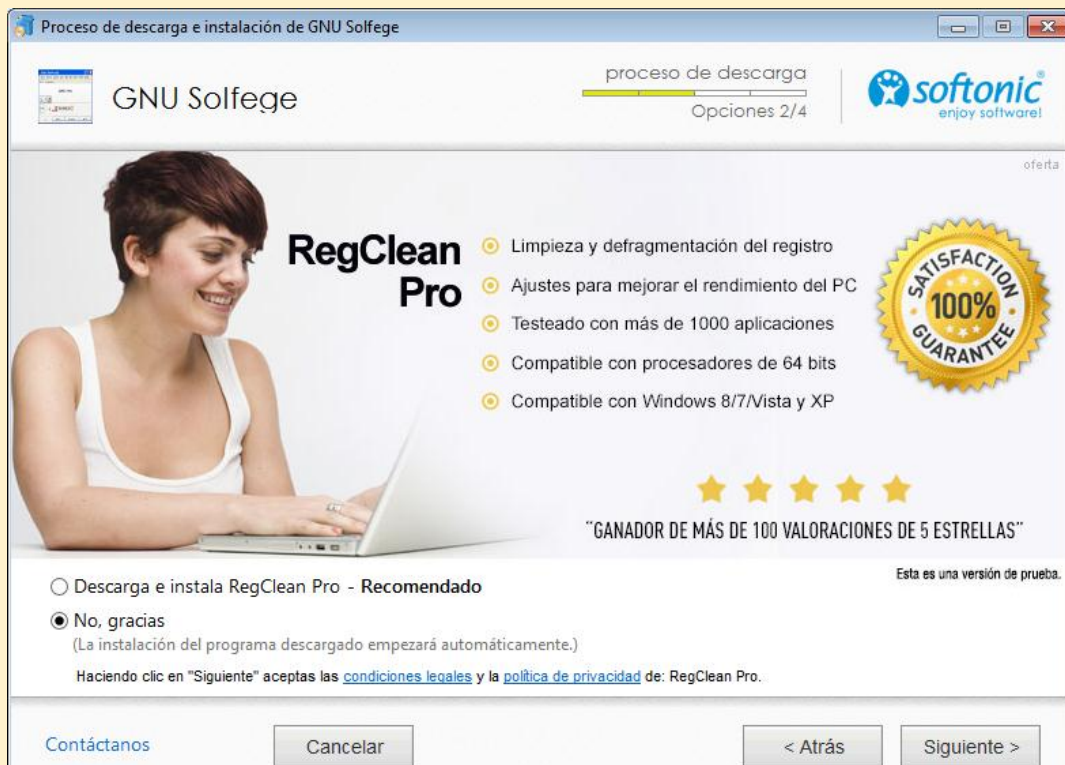 Proceso de descarga e instalación de GNU Solfege
GNU Solfege
proceso de descarga
Opciones 2/4
softonic
enjoy software!
oferta
RegClean
Pro
Limpieza y defragmentación del registro
Ajustes para mejorar el rendimiento del PC
Testeado con más de 1000 aplicaciones
Compatible con procesadores de 64 bits
Compatible con Windows 8/7/Vista y XP
SATISFACTION
100%
GUARANTEE
"GANADOR DE MÁS DE 100 VALORACIONES DE 5 ESTRELLAS"
Esta es una versión de prueba.
Descarga e instala RegClean Pro - Recomendado
No, gracias
(La instalación del programa descargado empezará automáticamente.)
Haciendo clic en "Siguiente" aceptas las condiciones legales y la política de privacidad de: RegClean Pro.
Contáctanos
Cancelar
< Atrás
Siguiente >